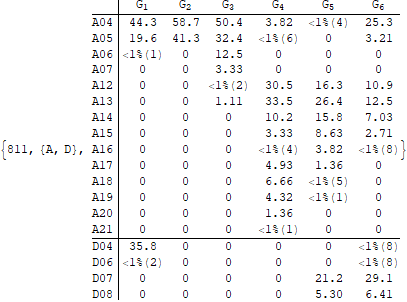 G1 G2 G3 G4 G5 G6
A04 44.3 58.7 50.4 3.82 <1%(4) 25.3
A05 19.6 41.3 32.4 <1%(6) 0 3.21
A06 <1%(1) 0 12.5 0 0 0
A07 0 0 3.33 0 0 0
A12 0 0 <1%(2) 30.5 16.3 10.9
A13 0 0 1.11 33.5 26.4 12.5
A14 0 0 0 10.2 15.8 7.03
A15 0 0 0 3.33 8.63 2.71
{811, {A, D}, A16 0 0 0 <1%(4) 3.82 <1%(8)}
A17 0 0 0 4.93 1.36 0
A18 0 0 0 6.66 <1%(5) 0
A19 0 0 0 4.32 <1%(1) 0
A20 0 0 0 1.36 0 0
A21 0 0 0 <1%(1) 0 0
D04 35.8 0 0 0 0 <1%(8)
D06 <1%(2) 0 0 0 0 <1%(8)
D07 0 0 0 0 21.2 29.1
D08 0 0 0 0 5.30 6.41